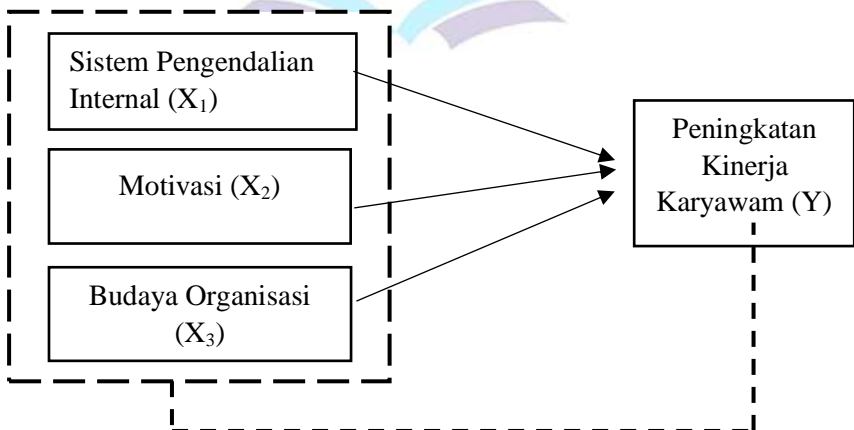 Sistem Pengendalian
Internal (X₁)
Motivasi (X₂)
Budaya Organisasi
(X₃)
Peningkatan
Kinerja
Karyawam (Y)